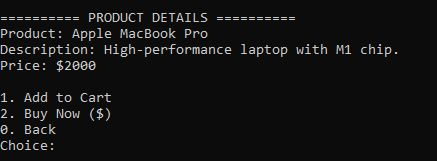 ========== PRODUCT DETAILS ==========
Product: Apple MacBook Pro
Description: High-performance laptop with M1 chip.
Price: $2000
1. Add to Cart
2. Buy Now ($)
0. Back
Choice: